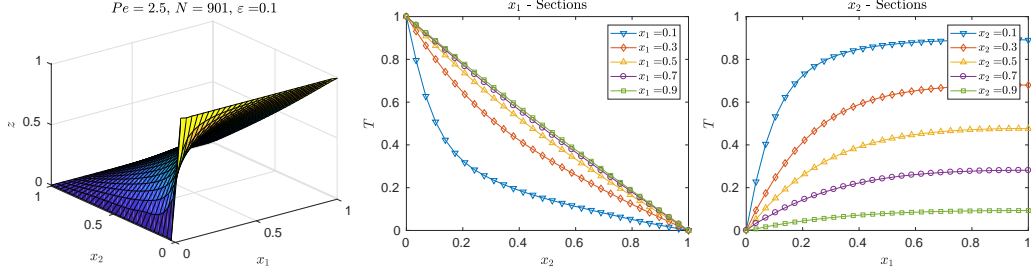 Pe = 2.5, N = 901, ε =0.1
z
1
0.5
0
1
0.5
0
x₂
0
0.5
1
x₁
x₁ - Sections
T
1
0.8
0.6
0.4
0.2
0
0 0.2 0.4 0.6 0.8 1
x₂
x₁ =0.1
x₁ =0.3
x₁ =0.5
x₁ =0.7
x₁ =0.9
x₂ - Sections
T
1
0.8
0.6
0.4
0.2
0
0 0.2 0.4 0.6 0.8 1
x₁
x₂ =0.1
x₂ =0.3
x₂ =0.5
x₂ =0.7
x₂ =0.9